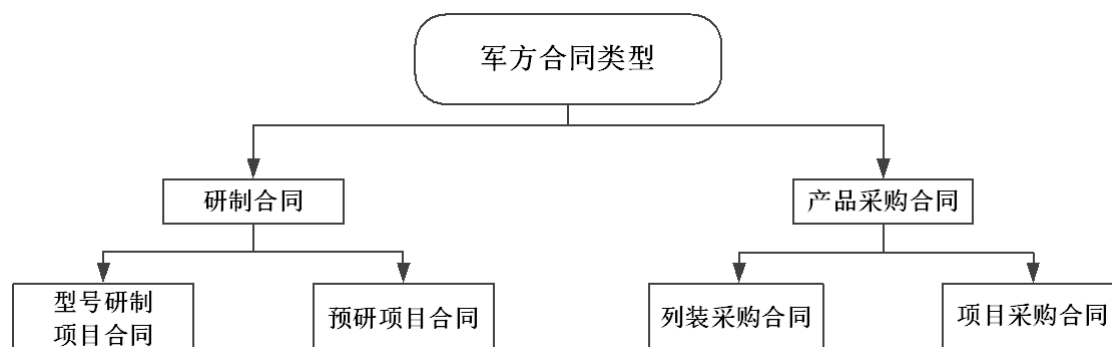 军方合同类型
研制合同
产品采购合同
型号研制
项目合同
预研项目合同
列装采购合同
项目采购合同